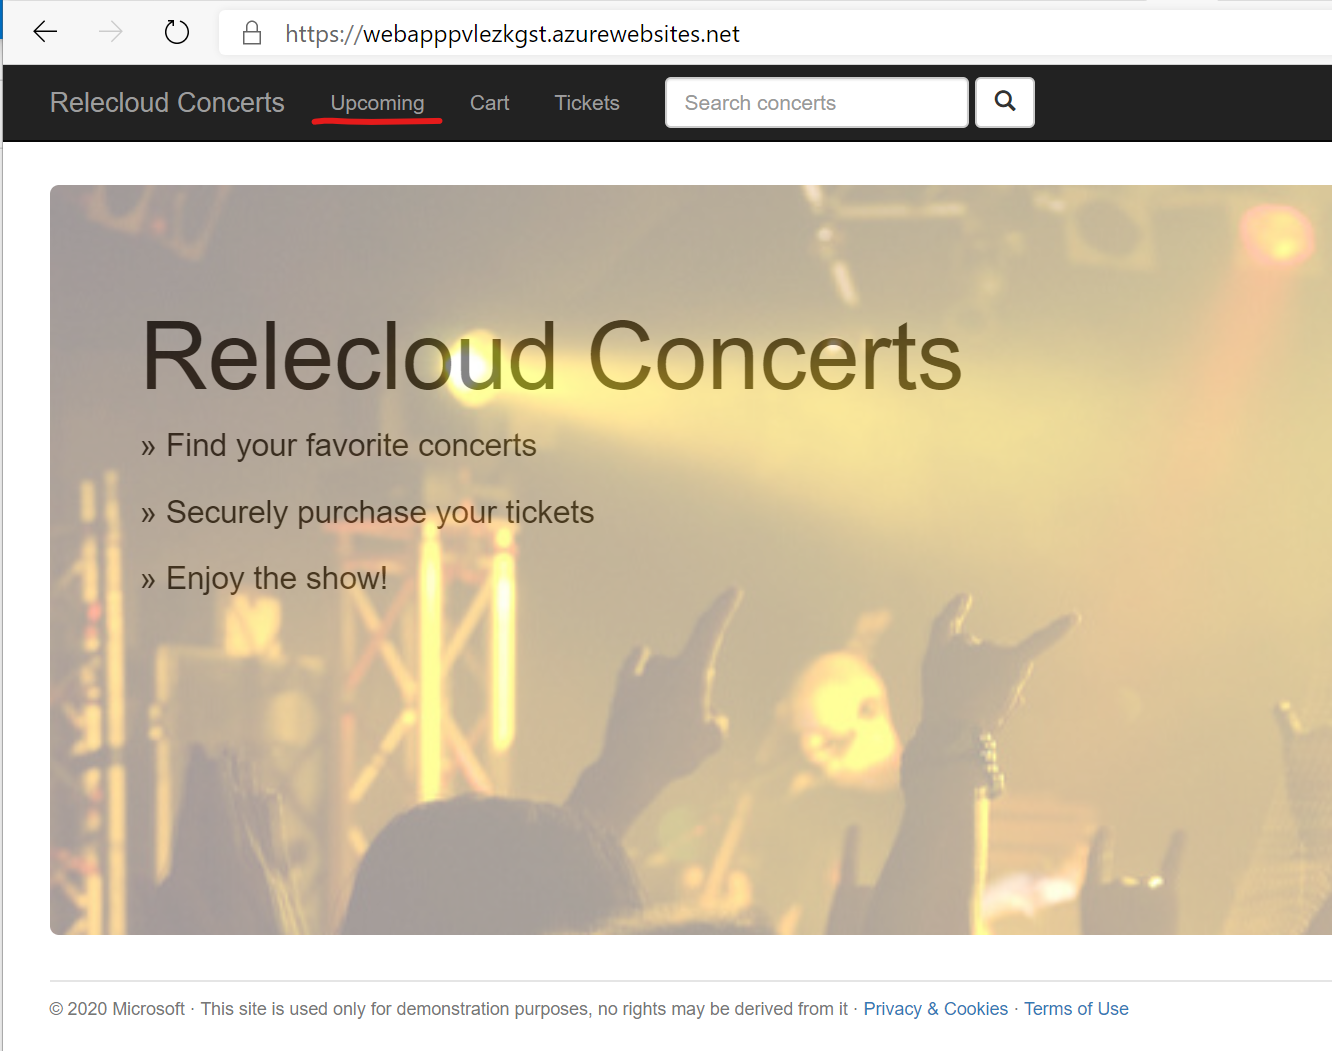 https://webapppvlezkgst.azurewebsites.net
Relecloud Concerts Upcoming Cart Tickets Search concerts
Relecloud Concerts
» Find your favorite concerts
» Securely purchase your tickets
» Enjoy the show!
© 2020 Microsoft · This site is used only for demonstration purposes, no rights may be derived from it · Privacy & Cookies · Terms of Use